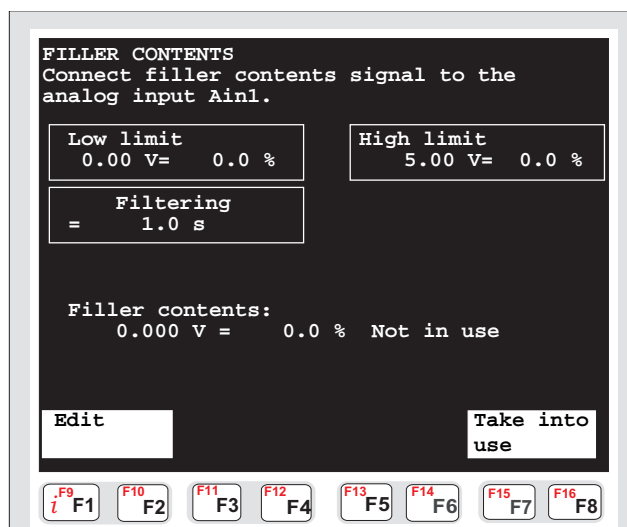 FILLER CONTENTS
Connect filler contents signal to the
analog input Ain1.
Low limit
0.00 V= 0.0 %
High limit
5.00 V= 0.0 %
Filtering
= 1.0 s
Filler contents:
0.000 V = 0.0 % Not in use
Edit
Take into
use
F9 F10 F11 F12 F13 F14 F15 F16
i F1 F2 F3 F4 F5 F6 F7 F8